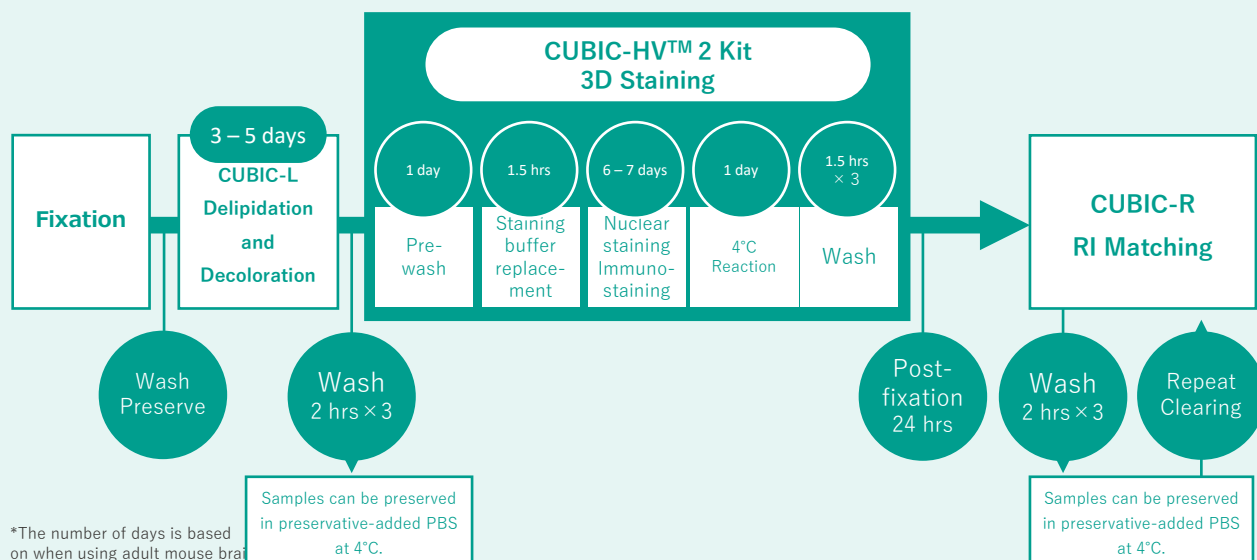 CUBIC-HV™ 2 Kit
3D Staining
Fixation
3 – 5 days
CUBIC-L
Delipidation
and
Decoloration
1 day
Pre-
wash
1.5 hrs
Staining
buffer
replace-
ment
6 – 7 days
Nuclear
staining
Immuno-
staining
1 day
4°C
Reaction
1.5 hrs
× 3
Wash
CUBIC-R
RI Matching
Wash
Preserve
Wash
2 hrs × 3
Post-
fixation
24 hrs
Wash
2 hrs × 3
Repeat
Clearing
Samples can be preserved
in preservative-added PBS
at 4°C.
Samples can be preserved
in preservative-added PBS
at 4°C.
*The number of days is based
on when using adult mouse